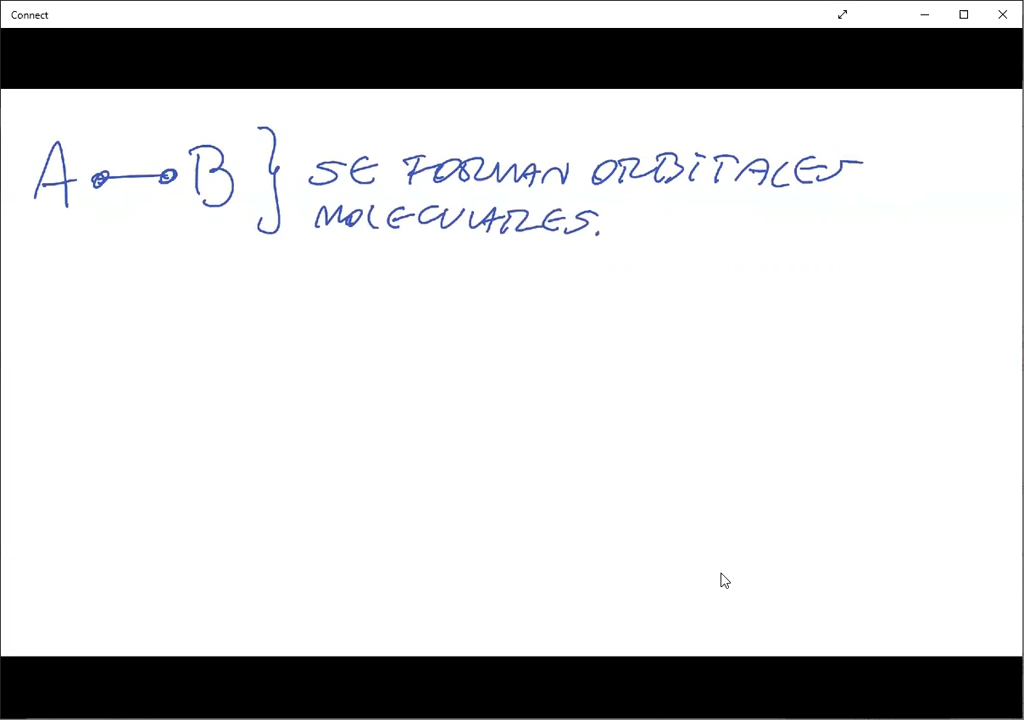 Connect
A — B } SE FORMAN ORBITALES
MOLECULARES.